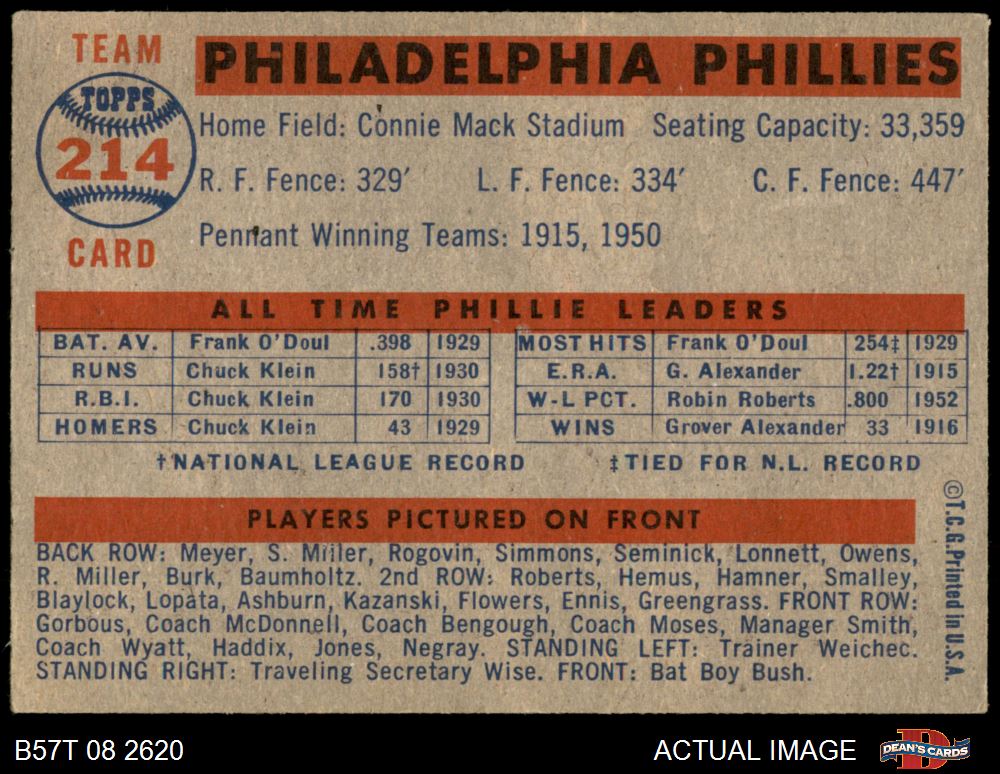 TEAM
TOPPS
214
CARD
PHILADELPHIA PHILLIES
Home Field: Connie Mack Stadium Seating Capacity: 33,359
R. F. Fence: 329′ L. F. Fence: 334′ C. F. Fence: 447′
Pennant Winning Teams: 1915, 1950
ALL TIME PHILLIE LEADERS
BAT. AV. Frank O'Doul .398 1929 MOST HITS Frank O'Doul 254‡ 1929
RUNS Chuck Klein 158† 1930 E.R.A. G. Alexander 1.22† 1915
R.B.I. Chuck Klein 170 1930 W-L PCT. Robin Roberts .800 1952
HOMERS Chuck Klein 43 1929 WINS Grover Alexander 33 1916
†NATIONAL LEAGUE RECORD ‡TIED FOR N.L. RECORD
PLAYERS PICTURED ON FRONT
BACK ROW: Meyer, S. Miller, Rogovin, Simmons, Seminick, Lonnett, Owens,
R. Miller, Burk, Baumholtz. 2nd ROW: Roberts, Hemus, Hamner, Smalley,
Blaylock, Lopata, Ashburn, Kazanski, Flowers, Ennis, Greengrass. FRONT ROW:
Gorbous, Coach McDonnell, Coach Bengough, Coach Moses, Manager Smith,
Coach Wyatt, Haddix, Jones, Negray. STANDING LEFT: Trainer Weichec.
STANDING RIGHT: Traveling Secretary Wise. FRONT: Bat Boy Bush.
©T.C.G. Printed In U.S.A.
B57T 08 2620 ACTUAL IMAGE
DEAN'S CARDS